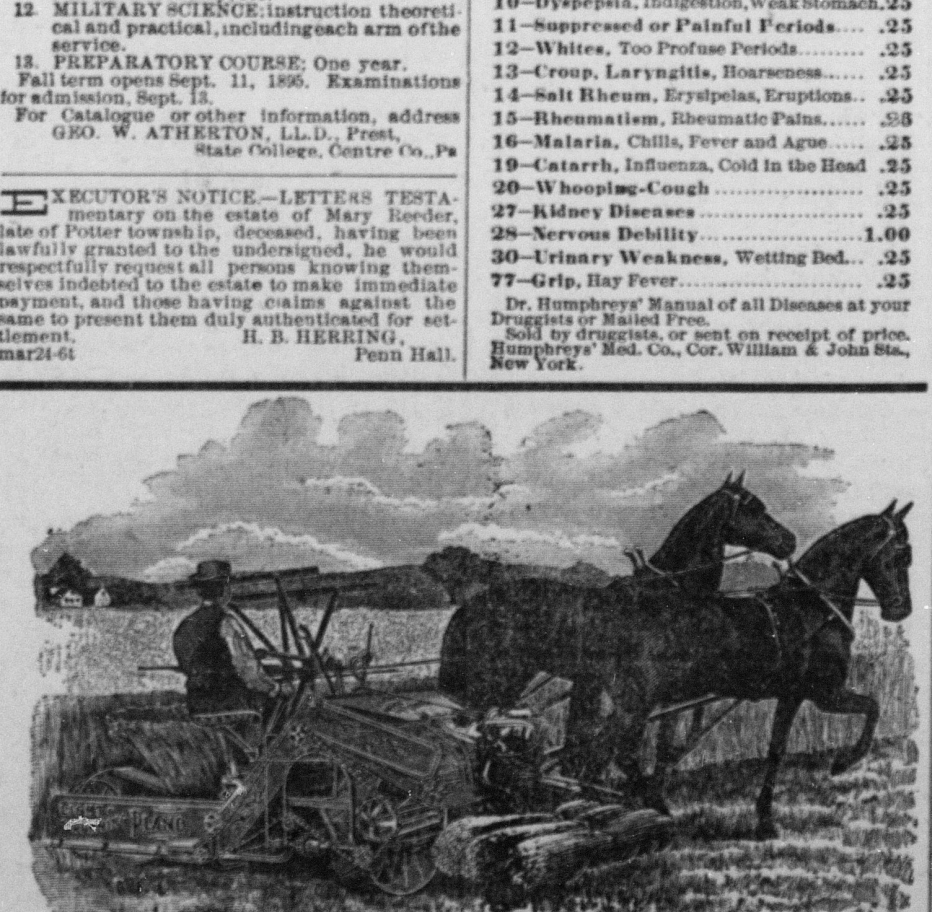 12. MILITARY SCIENCE; instruction theoreti-
cal and practical, including each arm of the
service.
13. PREPARATORY COURSE; One year.
Fall term opens Sept. 11, 1895. Examinations
for admission, Sept. 13.
For Catalogue or other information, address
GEO. W. ATHERTON, LL.D., Prest,
State College, Centre Co., Pa
EXECUTOR'S NOTICE.—LETTERS TESTA-
mentary on the estate of Mary Reeder,
late of Potter township, deceased, having been
lawfully granted to the undersigned, he would
respectfully request all persons knowing them-
selves indebted to the estate to make immediate
payment, and those having claims against the
same to present them duly authenticated for set-
tlement. H. B. HERRING,
mar24-6t Penn Hall.
10—Dyspepsia, Indigestion, Weak Stomach .25
11—Suppressed or Painful Periods.... .25
12—Whites, Too Profuse Periods......... .25
13—Croup, Laryngitis, Hoarseness...... .25
14—Salt Rheum, Erysipelas, Eruptions.. .25
15—Rheumatism, Rheumatic Pains...... .25
16—Malaria, Chills, Fever and Ague..... .25
19—Catarrh, Influenza, Cold in the Head .25
20—Whooping-Cough .................... .25
27—Kidney Diseases ...................... .25
28—Nervous Debility...................... 1.00
30—Urinary Weakness, Wetting Bed... .25
77—Grip, Hay Fever......................... .25
Dr. Humphreys' Manual of all Diseases at your
Druggists or Mailed Free.
Sold by druggists, or sent on receipt of price.
Humphreys' Med. Co., Cor. William & John Sts.,
New York.
PLANO